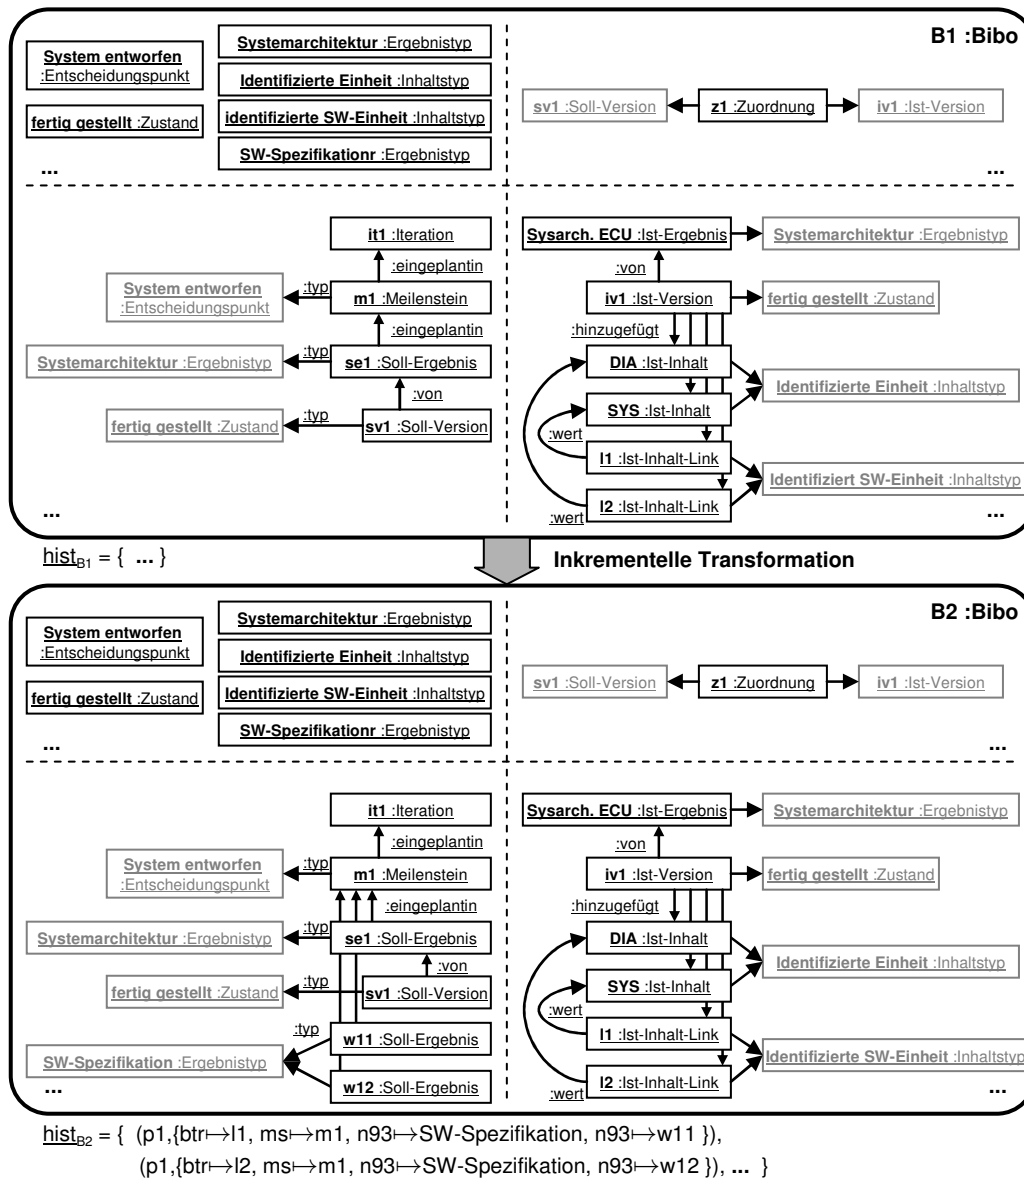 B1 :Bibo
System entworfen
:Entscheidungspunkt
fertig gestellt :Zustand
...
Systemarchitektur :Ergebnistyp
Identifizierte Einheit :Inhaltstyp
identifizierte SW-Einheit :Inhaltstyp
SW-Spezifikationr :Ergebnistyp
sv1 :Soll-Version
z1 :Zuordnung
iv1 :Ist-Version
...
it1 :Iteration
:eingeplantin
System entworfen
:Entscheidungspunkt
:typ
m1 :Meilenstein
:eingeplantin
Systemarchitektur :Ergebnistyp
:typ
se1 :Soll-Ergebnis
:von
fertig gestellt :Zustand
:typ
sv1 :Soll-Version
...
Sysarch. ECU :Ist-Ergebnis
Systemarchitektur :Ergebnistyp
:von
iv1 :Ist-Version
fertig gestellt :Zustand
:hinzugefügt
DIA :Ist-Inhalt
Identifizierte Einheit :Inhaltstyp
SYS :Ist-Inhalt
:wert
l1 :Ist-Inhalt-Link
Identifiziert SW-Einheit :Inhaltstyp
l2 :Ist-Inhalt-Link
:wert
...
hist B1 = { ... }
Inkrementelle Transformation
B2 :Bibo
System entworfen
:Entscheidungspunkt
fertig gestellt :Zustand
...
Systemarchitektur :Ergebnistyp
Identifizierte Einheit :Inhaltstyp
Identifizierte SW-Einheit :Inhaltstyp
SW-Spezifikationr :Ergebnistyp
sv1 :Soll-Version
z1 :Zuordnung
iv1 :Ist-Version
...
it1 :Iteration
:eingeplantin
System entworfen
:Entscheidungspunkt
:typ
m1 :Meilenstein
:eingeplantin
Systemarchitektur :Ergebnistyp
:typ
se1 :Soll-Ergebnis
:von
fertig gestellt :Zustand
:typ
sv1 :Soll-Version
:typ
w11 :Soll-Ergebnis
SW-Spezifikation :Ergebnistyp
w12 :Soll-Ergebnis
...
Sysarch. ECU :Ist-Ergebnis
Systemarchitektur :Ergebnistyp
:von
iv1 :Ist-Version
fertig gestellt :Zustand
:hinzugefügt
DIA :Ist-Inhalt
Identifizierte Einheit :Inhaltstyp
SYS :Ist-Inhalt
:wert
l1 :Ist-Inhalt-Link
Identifizierte SW-Einheit :Inhaltstyp
l2 :Ist-Inhalt-Link
:wert
...
hist B2 = { (p1,{btr↦l1, ms↦m1, n93↦SW-Spezifikation, n93↦w11 }),
(p1,{btr↦l2, ms↦m1, n93↦SW-Spezifikation, n93↦w12 }), ... }